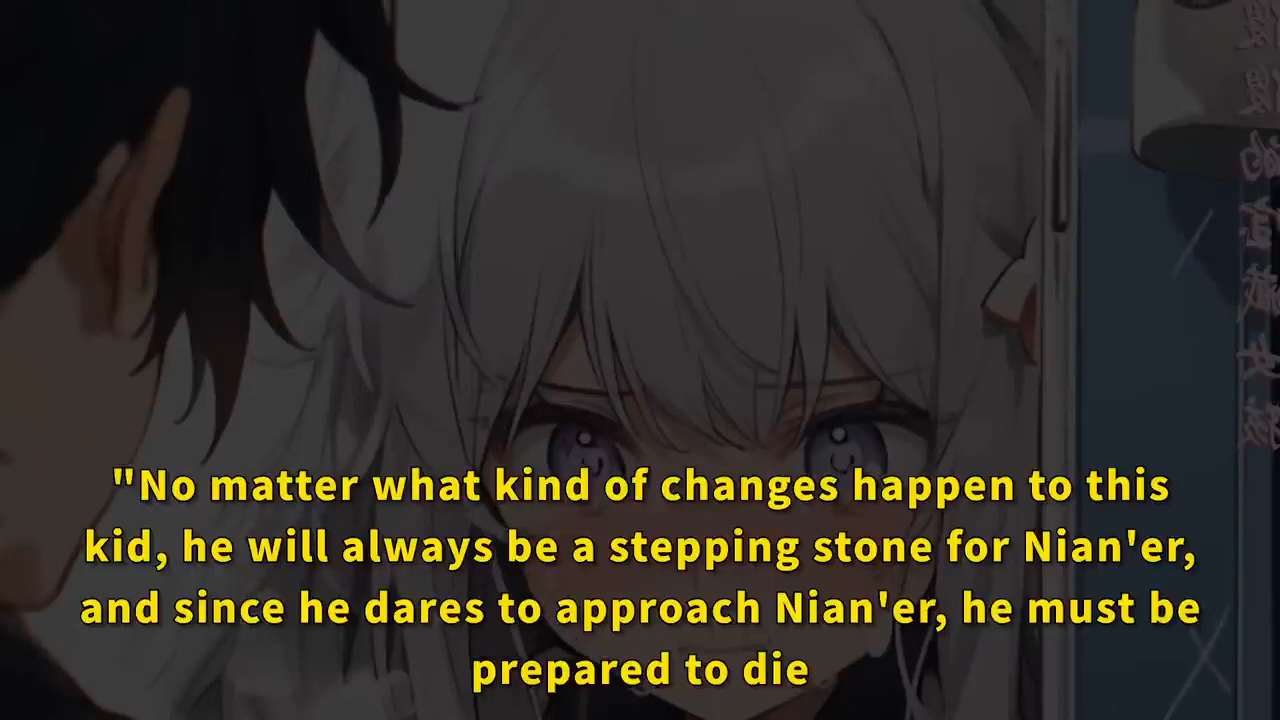 "No matter what kind of changes happen to this
kid, he will always be a stepping stone for Nian'er,
and since he dares to approach Nian'er, he must be
prepared to die